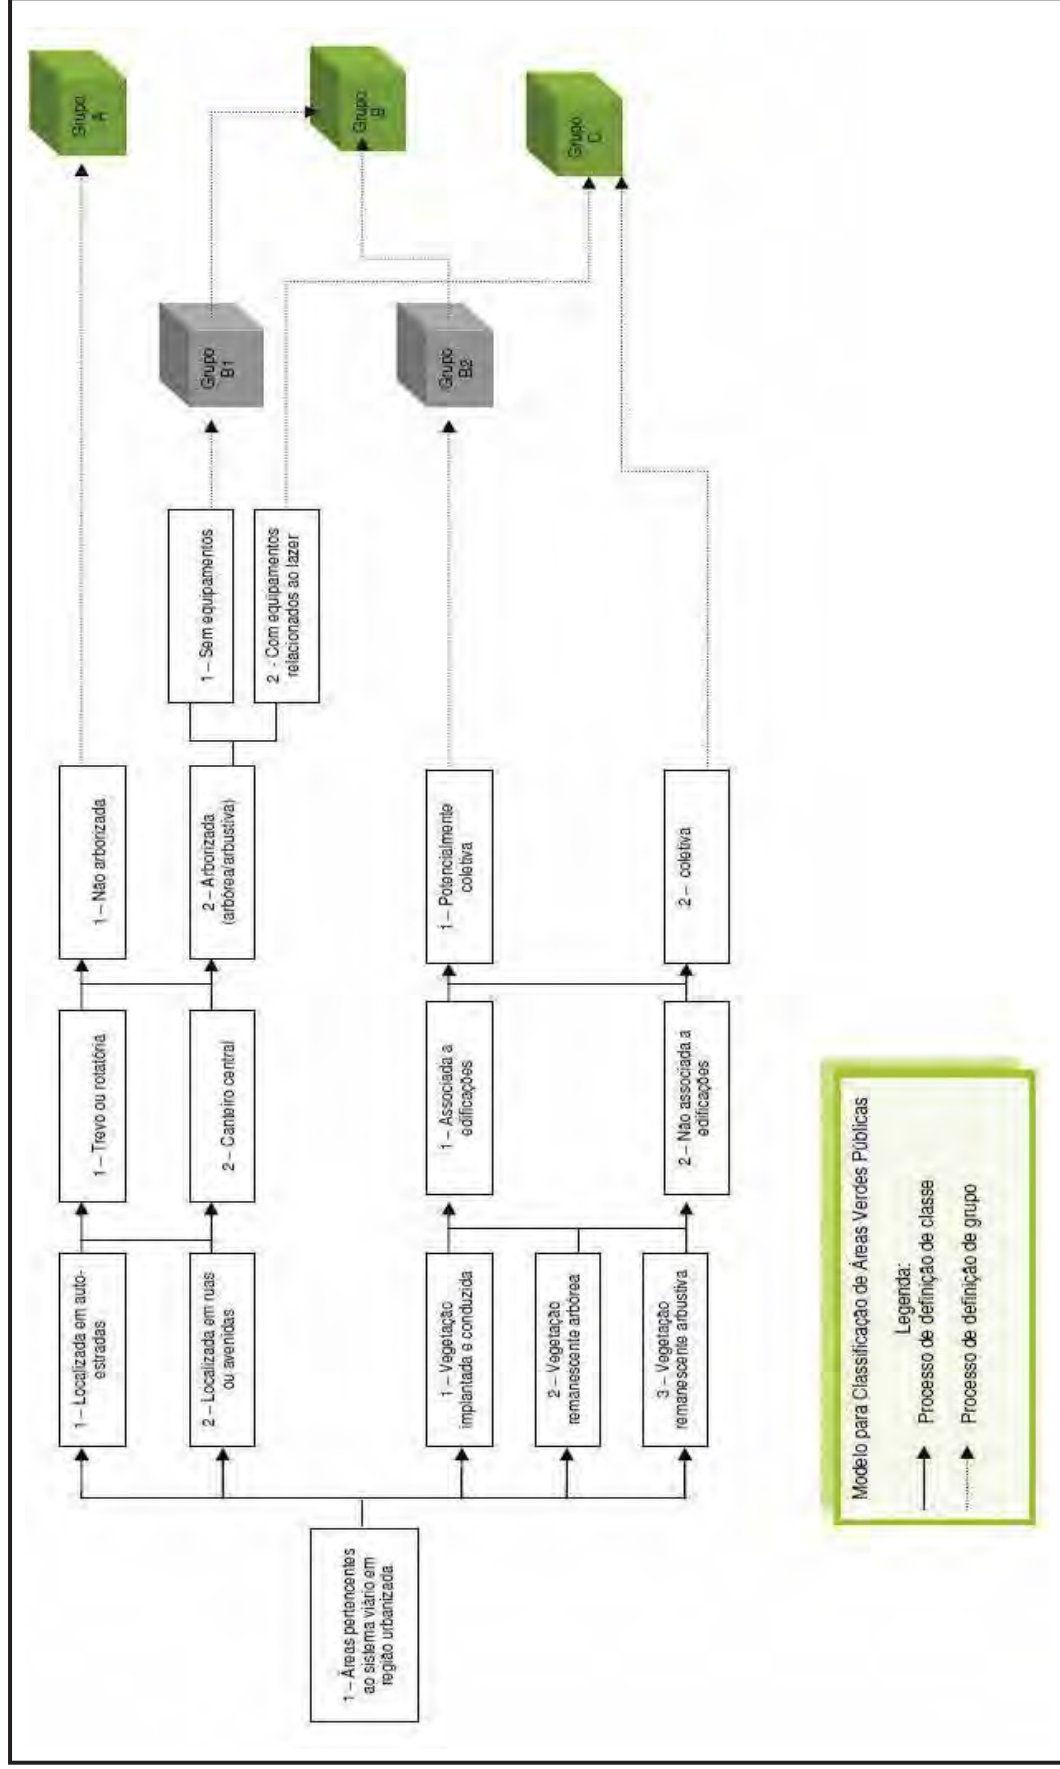 1 – Áreas pertencentes
ao sistema viário em
região urbanizada
1 – Localizada em auto-
estradas
2 – Localizada em ruas
ou avenidas
1 – Vegetação
implantada e conduzida
2 – Vegetação
remanescente arbórea
3 – Vegetação
remanescente arbustiva
1 – Trevo ou rotatória
2 – Canteiro central
1 – Associada a
edificações
2 – Não associada a
edificações
1 – Não arborizada
2 – Arborizada
(arbórea/arbustiva)
1 – Potencialmente
coletiva
2 – coletiva
1 – Sem equipamentos
2 - Com equipamentos
relacionados ao lazer
Grupo
B1
Grupo
B2
Grupo
A
Grupo
B
Grupo
C
Modelo para Classificação de Áreas Verdes Públicas
Legenda:
Processo de definição de classe
Processo de definição de grupo